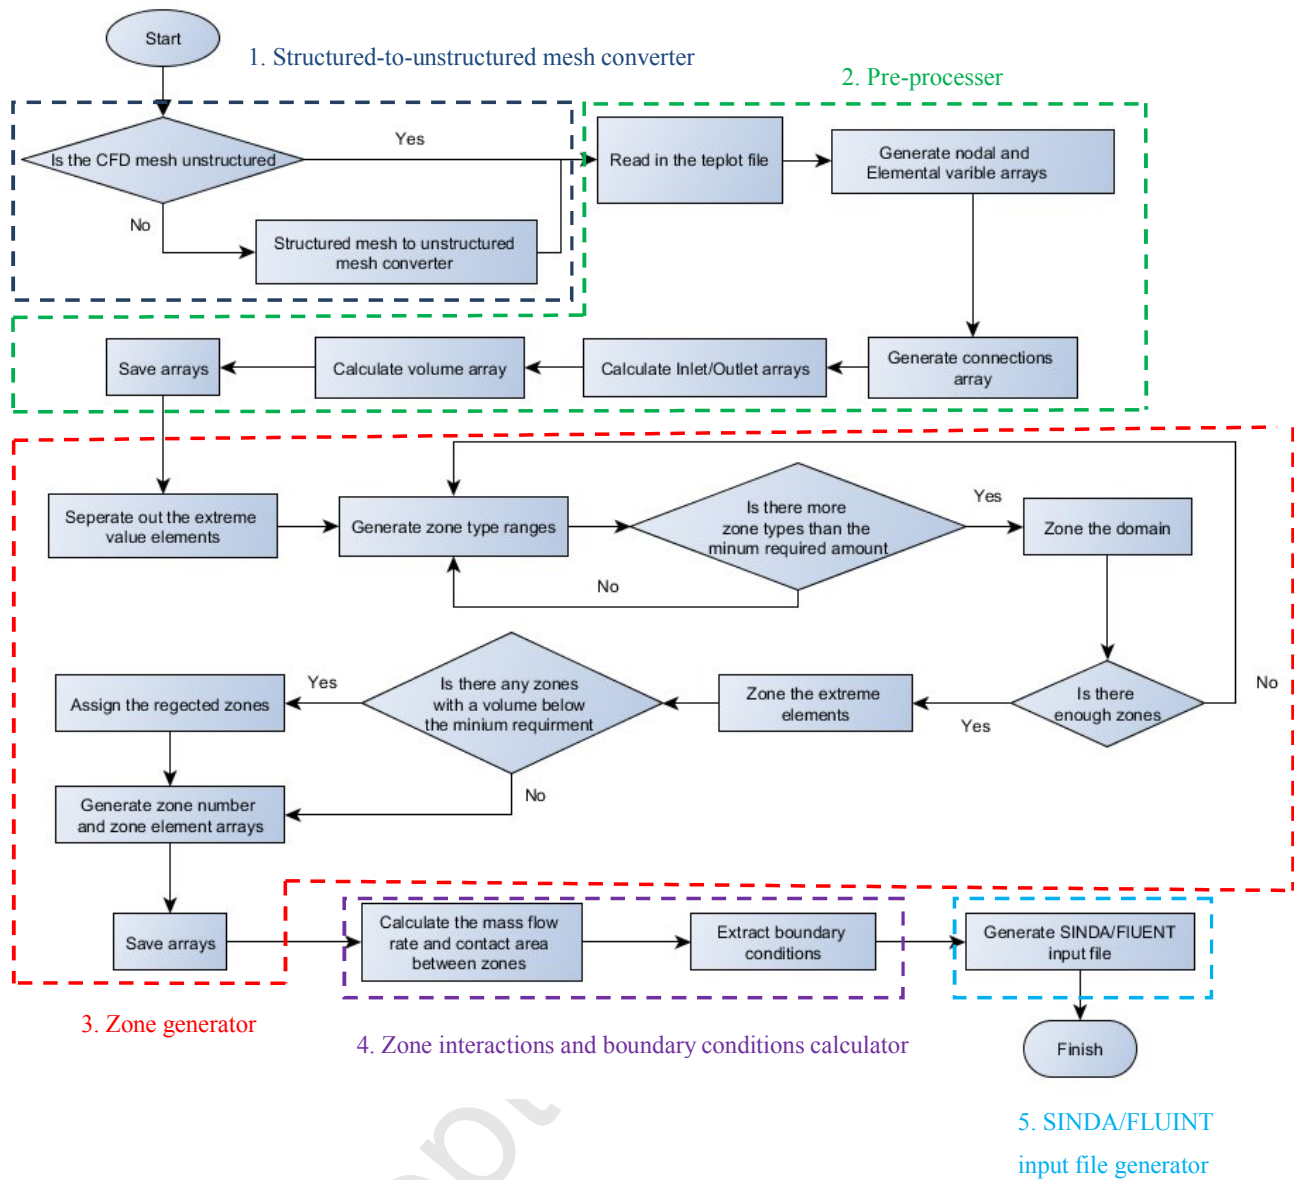 Start
1. Structured-to-unstructured mesh converter
2. Pre-processer
Is the CFD mesh unstructured
Yes
No
Structured mesh to unstructured
mesh converter
Read in the teplot file
Generate nodal and
Elemental varible arrays
Save arrays
Calculate volume array
Calculate Inlet/Outlet arrays
Generate connections
array
Seperate out the extreme
value elements
Generate zone type ranges
Is there more
zone types than the
minum required amount
Yes
No
Zone the domain
Assign the regected zones
Yes
Is there any zones
with a volume below
the minium requirment
No
Zone the extreme
elements
Yes
Is there
enough zones
No
Generate zone number
and zone element arrays
Save arrays
Calculate the mass flow
rate and contact area
between zones
Extract boundary
conditions
Generate SINDA/FIUENT
input file
3. Zone generator
4. Zone interactions and boundary conditions calculator
Finish
5. SINDA/FLUINT
input file generator